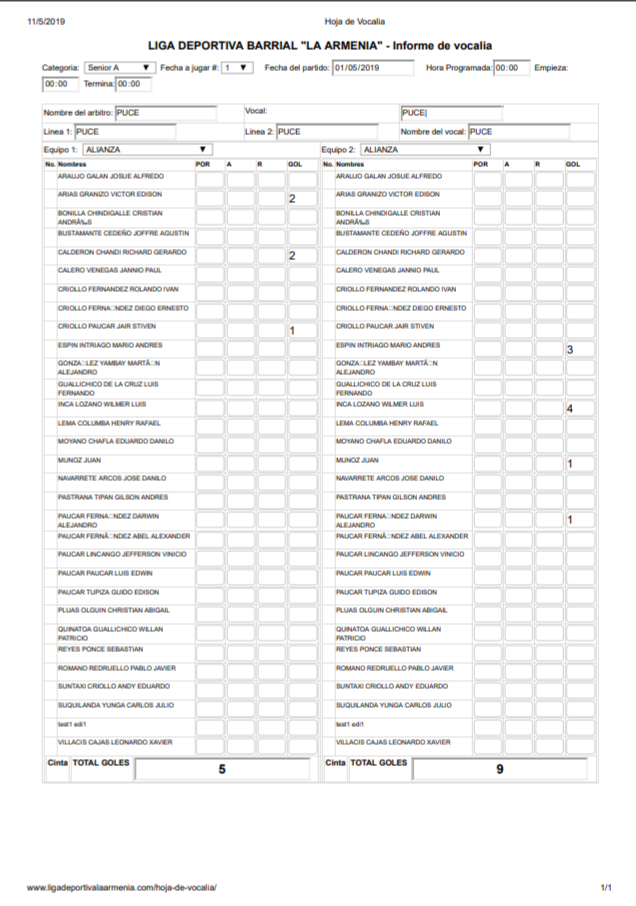 11/5/2019 Hoja de Vocalia
LIGA DEPORTIVA BARRIAL "LA ARMENIA" - Informe de vocalia
Categoria: Senior A ▼ Fecha a jugar #: 1 ▼ Fecha del partido: 01/05/2019 Hora Programada: 00:00 Empieza:
00:00 Termina: 00:00
Nombre del arbitro: PUCE Vocal: PUCE
Linea 1: PUCE Linea 2: PUCE Nombre del vocal: PUCE
Equipo 1: ALIANZA ▼ Equipo 2: ALIANZA ▼
No. Nombres POR A R GOL No. Nombres POR A R GOL
ARAUJO GALAN JOSUE ALFREDO ARAUJO GALAN JOSUE ALFREDO
ARIAS GRANIZO VICTOR EDISON 2 ARIAS GRANIZO VICTOR EDISON
BONILLA CHINDIGALLE CRISTIAN BONILLA CHINDIGALLE CRISTIAN
ANDRÃ‰S ANDRÃ‰S
BUSTAMANTE CEDEÑO JOFFRE AGUSTIN BUSTAMANTE CEDEÑO JOFFRE AGUSTIN
CALDERON CHANDI RICHARD GERARDO 2 CALDERON CHANDI RICHARD GERARDO
CALERO VENEGAS JANNIO PAUL CALERO VENEGAS JANNIO PAUL
CRIOLLO FERNANDEZ ROLANDO IVAN CRIOLLO FERNANDEZ ROLANDO IVAN
CRIOLLO FERNA□NDEZ DIEGO ERNESTO CRIOLLO FERNA□NDEZ DIEGO ERNESTO
CRIOLLO PAUCAR JAIR STIVEN 1 CRIOLLO PAUCAR JAIR STIVEN
ESPIN INTRIAGO MARIO ANDRES ESPIN INTRIAGO MARIO ANDRES 3
GONZA□LEZ YAMBAY MARTÃ□N GONZA□LEZ YAMBAY MARTÃ□N
ALEJANDRO ALEJANDRO
GUALLICHICO DE LA CRUZ LUIS GUALLICHICO DE LA CRUZ LUIS
FERNANDO FERNANDO
INCA LOZANO WILMER LUIS INCA LOZANO WILMER LUIS 4
LEMA COLUMBA HENRY RAFAEL LEMA COLUMBA HENRY RAFAEL
MOYANO CHAFLA EDUARDO DANILO MOYANO CHAFLA EDUARDO DANILO
MUNOZ JUAN MUNOZ JUAN 1
NAVARRETE ARCOS JOSE DANILO NAVARRETE ARCOS JOSE DANILO
PASTRANA TIPAN GILSON ANDRES PASTRANA TIPAN GILSON ANDRES
PAUCAR FERNA□NDEZ DARWIN PAUCAR FERNA□NDEZ DARWIN 1
ALEJANDRO ALEJANDRO
PAUCAR FERNÃ□NDEZ ABEL ALEXANDER PAUCAR FERNÃ□NDEZ ABEL ALEXANDER
PAUCAR LINCANGO JEFFERSON VINICIO PAUCAR LINCANGO JEFFERSON VINICIO
PAUCAR PAUCAR LUIS EDWIN PAUCAR PAUCAR LUIS EDWIN
PAUCAR TUPIZA GUIDO EDISON PAUCAR TUPIZA GUIDO EDISON
PLUAS OLGUIN CHRISTIAN ABIGAIL PLUAS OLGUIN CHRISTIAN ABIGAIL
QUINATOA GUALLICHICO WILLAN QUINATOA GUALLICHICO WILLAN
PATRICIO PATRICIO
REYES PONCE SEBASTIAN REYES PONCE SEBASTIAN
ROMANO REDRUELLO PABLO JAVIER ROMANO REDRUELLO PABLO JAVIER
SUNTAXI CRIOLLO ANDY EDUARDO SUNTAXI CRIOLLO ANDY EDUARDO
SUQUILANDA YUNGA CARLOS JULIO SUQUILANDA YUNGA CARLOS JULIO
test1 edi1 test1 edi1
VILLACIS CAJAS LEONARDO XAVIER VILLACIS CAJAS LEONARDO XAVIER
Cinta TOTAL GOLES 5 Cinta TOTAL GOLES 9
www.ligadeportivalaarmenia.com/hoja-de-vocalia/ 1/1